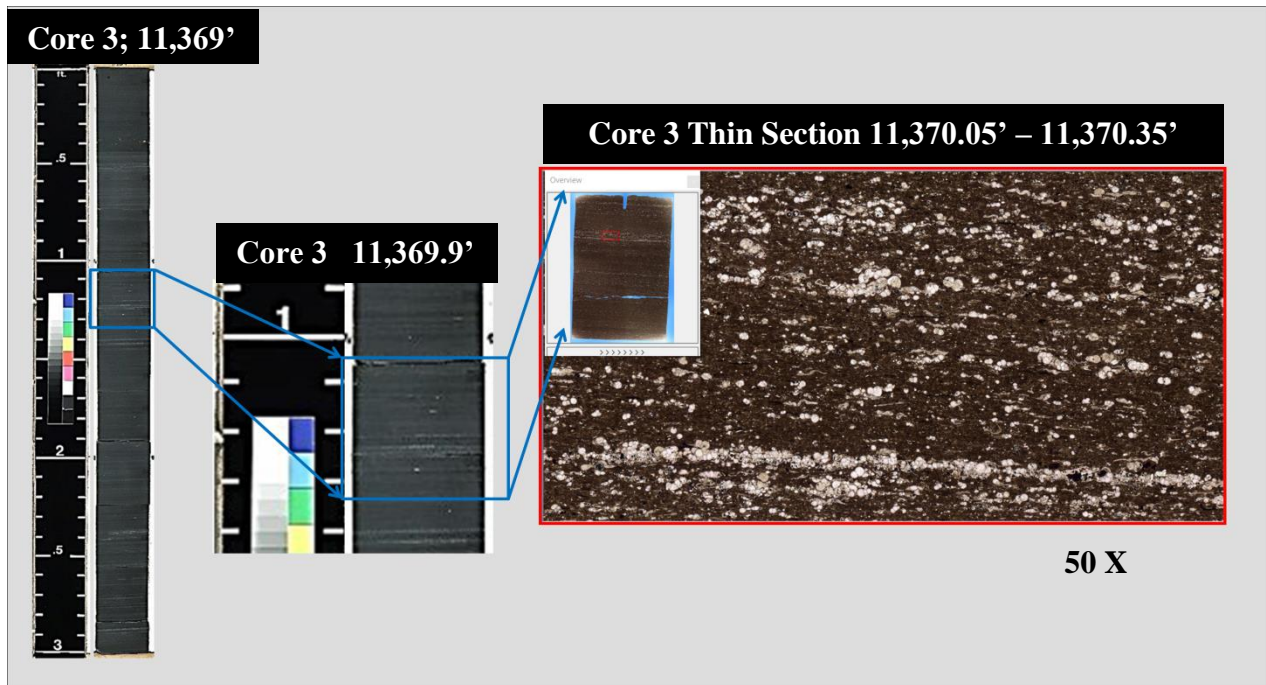 Core 3; 11,369’
ft.
.5
1
2
.5
3
Core 3 11,369.9’
1
Core 3 Thin Section 11,370.05’ – 11,370.35’
Overview
>>>>>>>>
50 X